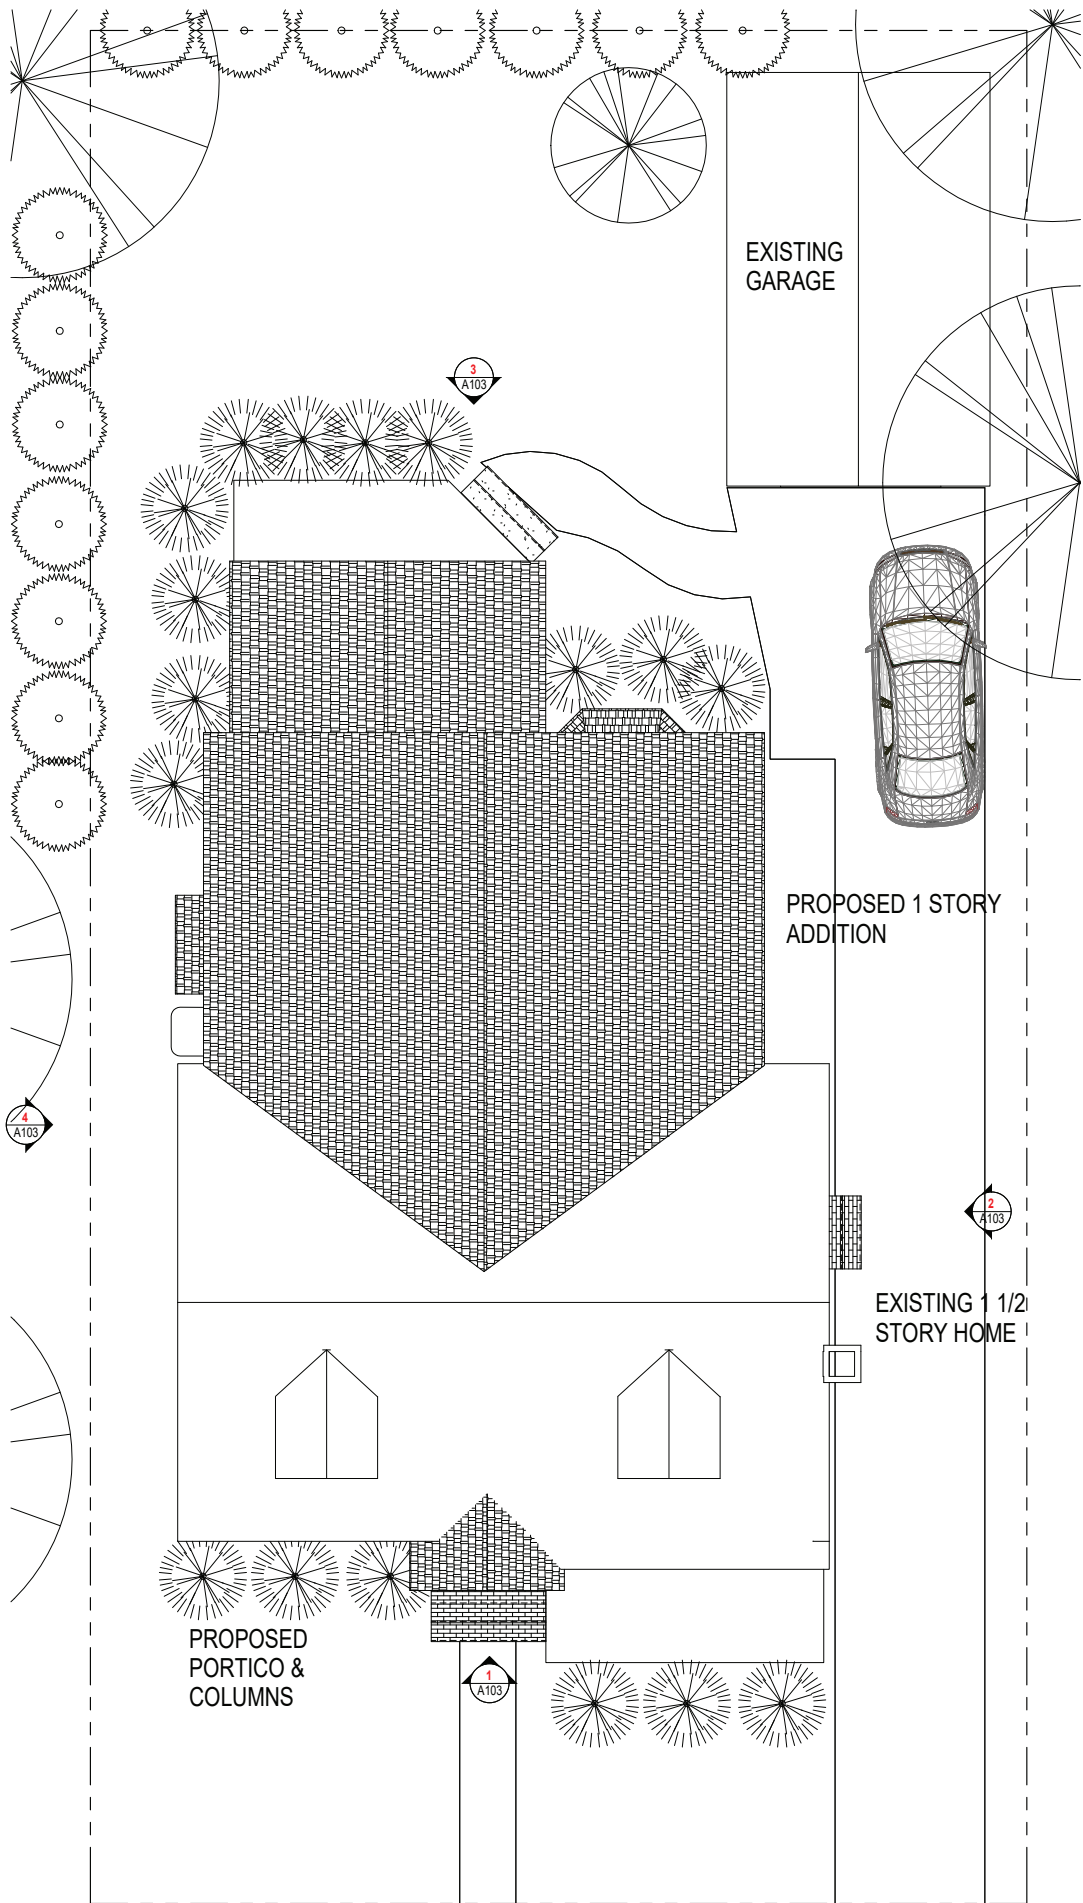 EXISTING
GARAGE
3
A103
PROPOSED 1 STORY
ADDITION
4
A103
2
A103
EXISTING 1 1/2
STORY HOME
PROPOSED
PORTICO &
COLUMNS
1
A103